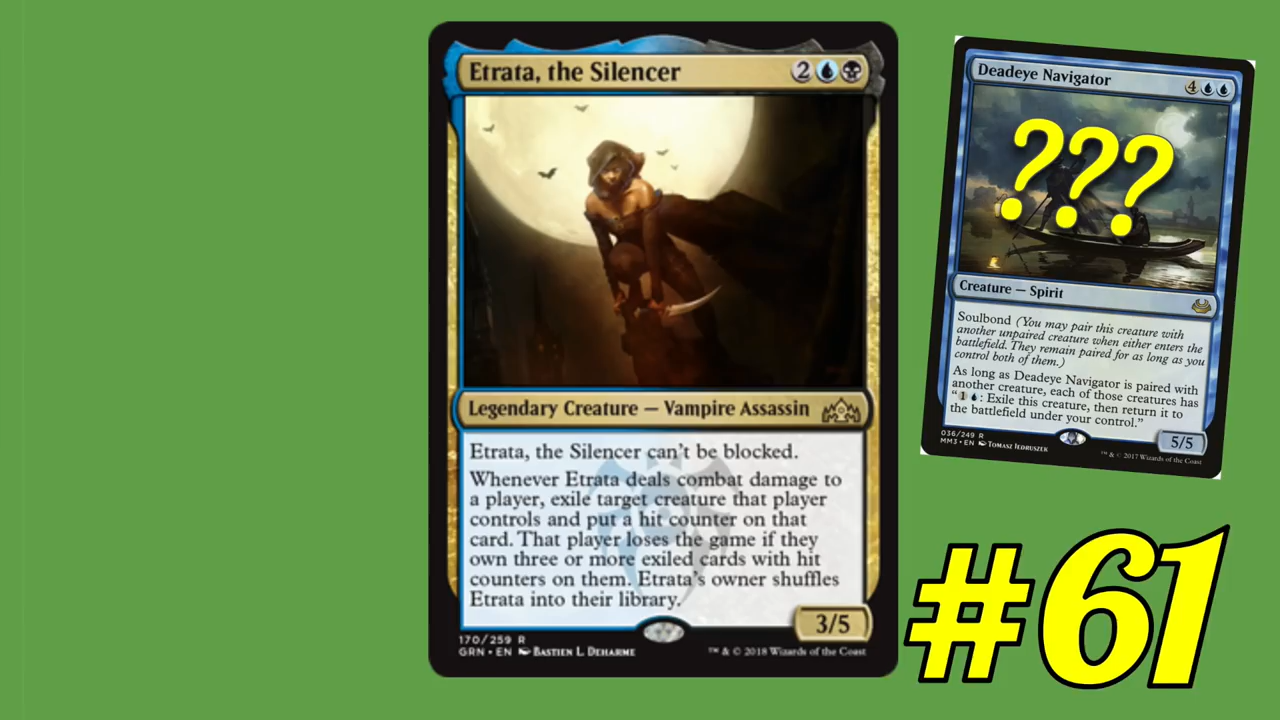 Etrata, the Silencer
2
Legendary Creature — Vampire Assassin
Etrata, the Silencer can't be blocked.
Whenever Etrata deals combat damage to
a player, exile target creature that player
controls and put a hit counter on that
card. That player loses the game if they
own three or more exiled cards with hit
counters on them. Etrata's owner shuffles
Etrata into their library.
3/5
170/259 R
GRN • EN Bastien L. Deharme
™ & © 2018 Wizards of the Coast
Deadeye Navigator
4
???
Creature — Spirit
Soulbond (You may pair this creature with
another unpaired creature when either enters the
battlefield. They remain paired for as long as you
control both of them.)
As long as Deadeye Navigator is paired with
another creature, each of those creatures has
"1: Exile this creature, then return it to
the battlefield under your control."
5/5
036/249 R
MM3 • EN Tomasz Jedruszek
™ & © 2017 Wizards of the Coast
#61